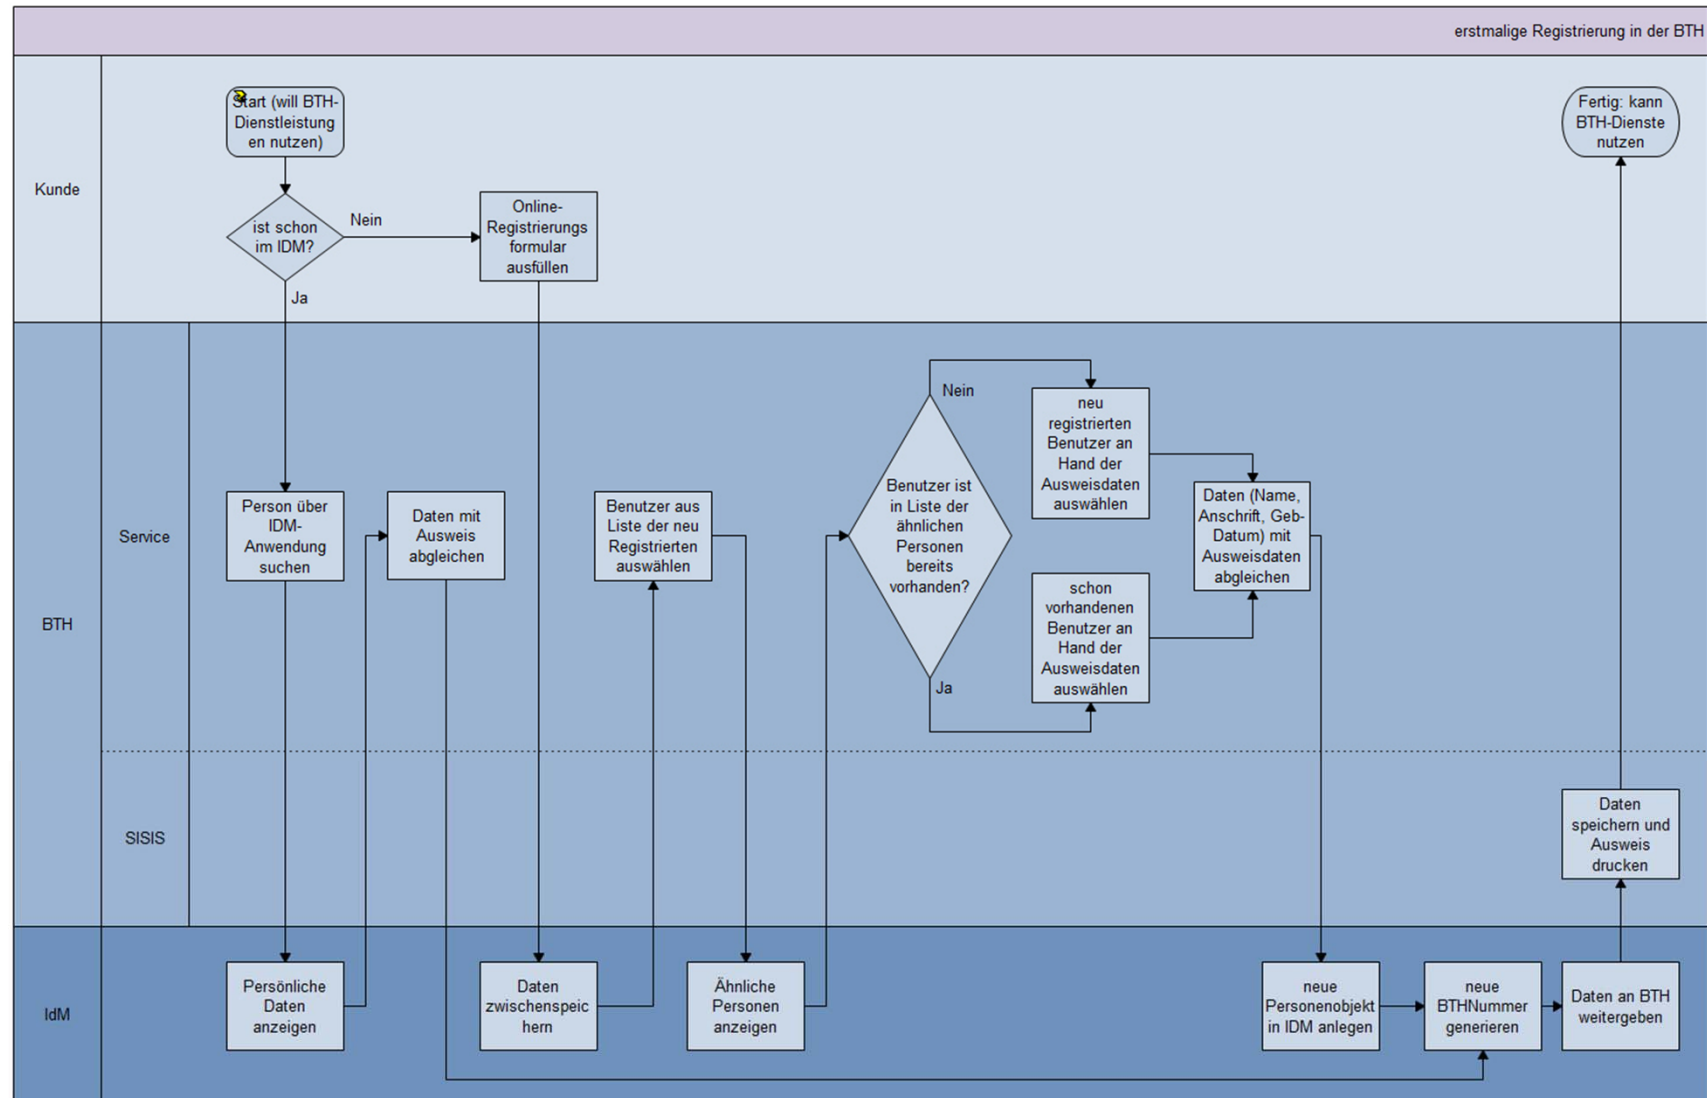 erstmalige Registrierung in der BTH
Kunde
Start (will BTH-
Dienstleistung
en nutzen)
ist schon
im IDM?
Nein
Ja
Online-
Registrierungs
formular
ausfüllen
Fertig: kann
BTH-Dienste
nutzen
BTH
Service
Person über
IDM-
Anwendung
suchen
Daten mit
Ausweis
abgleichen
Benutzer aus
Liste der neu
Registrierten
auswählen
Benutzer ist
in Liste der
ähnlichen
Personen
bereits
vorhanden?
Nein
Ja
neu
registrierten
Benutzer an
Hand der
Ausweisdaten
auswählen
schon
vorhandenen
Benutzer an
Hand der
Ausweisdaten
auswählen
Daten (Name,
Anschrift, Geb-
Datum) mit
Ausweisdaten
abgleichen
SISIS
Daten
speichern und
Ausweis
drucken
IdM
Persönliche
Daten
anzeigen
Daten
zwischenspeic
hern
Ähnliche
Personen
anzeigen
neue
Personenobjekt
in IDM anlegen
neue
BTHNummer
generieren
Daten an BTH
weitergeben